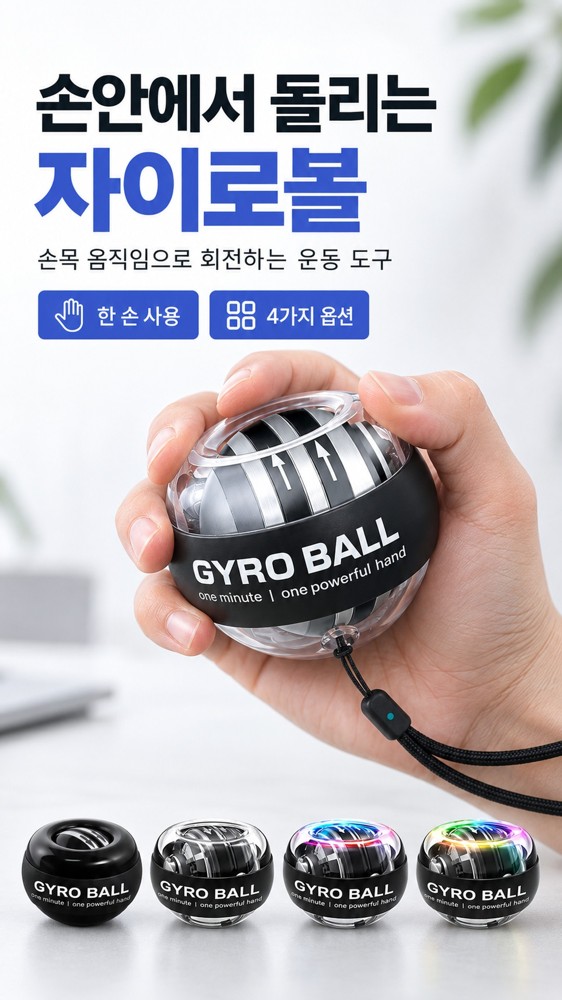 손안에서 돌리는
자이로볼
손목 움직임으로 회전하는 운동 도구
한 손 사용
4가지 옵션
GYRO BALL
one minute | one powerful hand
GYRO BALL
one minute | one powerful hand
GYRO BALL
one minute | one powerful hand
GYRO BALL
one minute | one powerful hand
GYRO BALL
one minute | one powerful hand